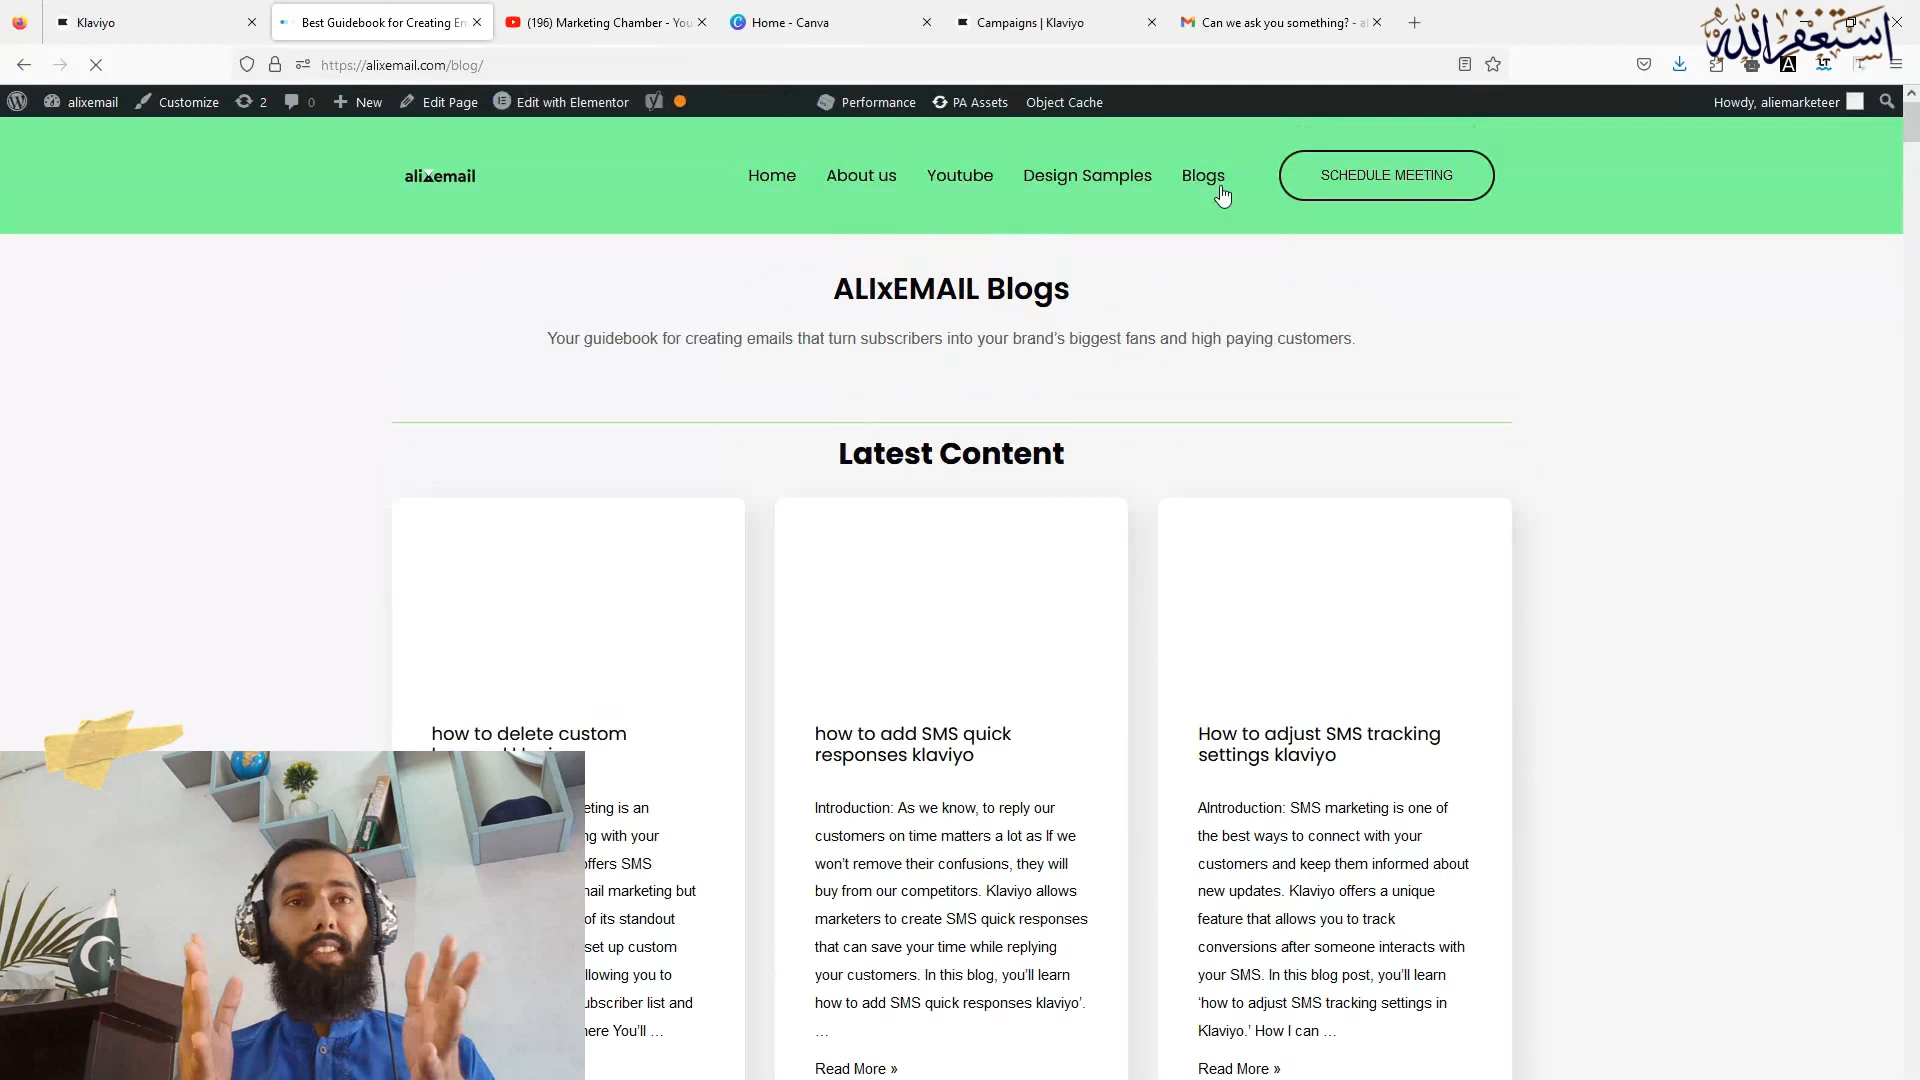 Klaviyo
Best Guidebook for Creating En
(196) Marketing Chamber - You
Home - Canva
Campaigns | Klaviyo
Can we ask you something? - a
أستغفر الله
https://alixemail.com/blog/
alixemail
Customize
2
0
New
Edit Page
Edit with Elementor
Performance
PA Assets
Object Cache
Howdy, aliemarketeer
alixemail
Home
About us
Youtube
Design Samples
Blogs
SCHEDULE MEETING
ALIxEMAIL Blogs
Your guidebook for creating emails that turn subscribers into your brand’s biggest fans and high paying customers.
Latest Content
how to delete custom
eting is an
ng with your
offers SMS
nail marketing but
of its standout
set up custom
llowing you to
ubscriber list and
here You’ll …
how to add SMS quick
responses klaviyo
Introduction: As we know, to reply our
customers on time matters a lot as If we
won’t remove their confusions, they will
buy from our competitors. Klaviyo allows
marketers to create SMS quick responses
that can save your time while replying
your customers. In this blog, you’ll learn
how to add SMS quick responses klaviyo’.
…
Read More »
How to adjust SMS tracking
settings klaviyo
AIntroduction: SMS marketing is one of
the best ways to connect with your
customers and keep them informed about
new updates. Klaviyo offers a unique
feature that allows you to track
conversions after someone interacts with
your SMS. In this blog post, you’ll learn
‘how to adjust SMS tracking settings in
Klaviyo.’ How I can …
Read More »